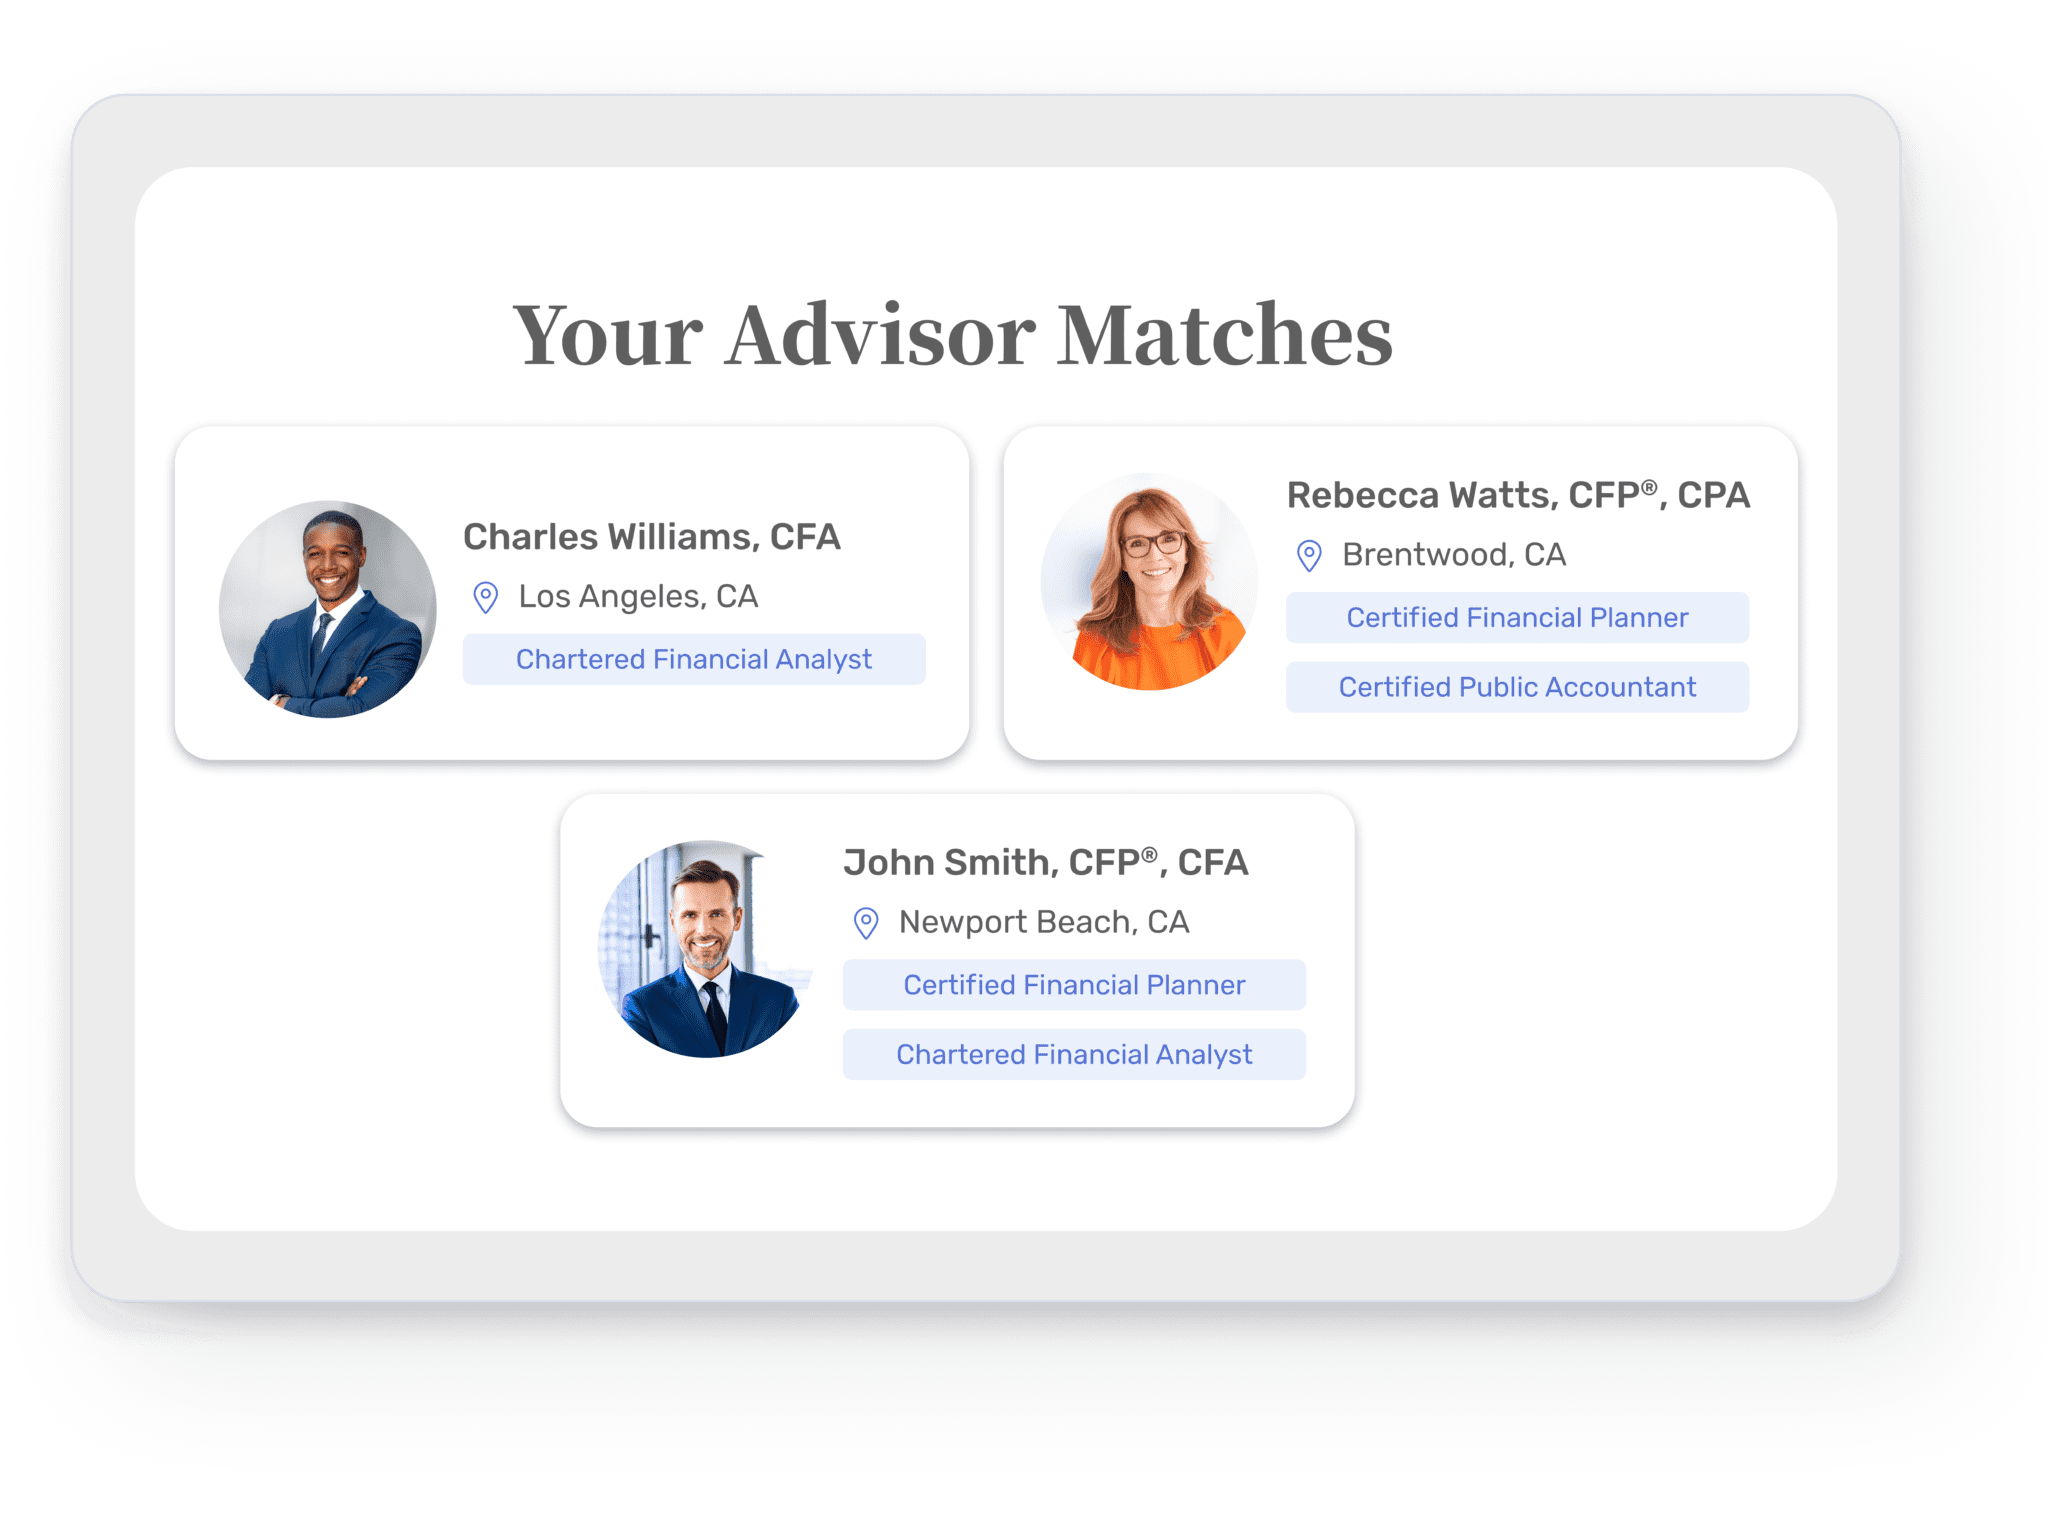 Your Advisor Matches
Charles Williams, CFA
Los Angeles, CA
Chartered Financial Analyst
Rebecca Watts, CFP®, CPA
Brentwood, CA
Certified Financial Planner
Certified Public Accountant
John Smith, CFP®, CFA
Newport Beach, CA
Certified Financial Planner
Chartered Financial Analyst